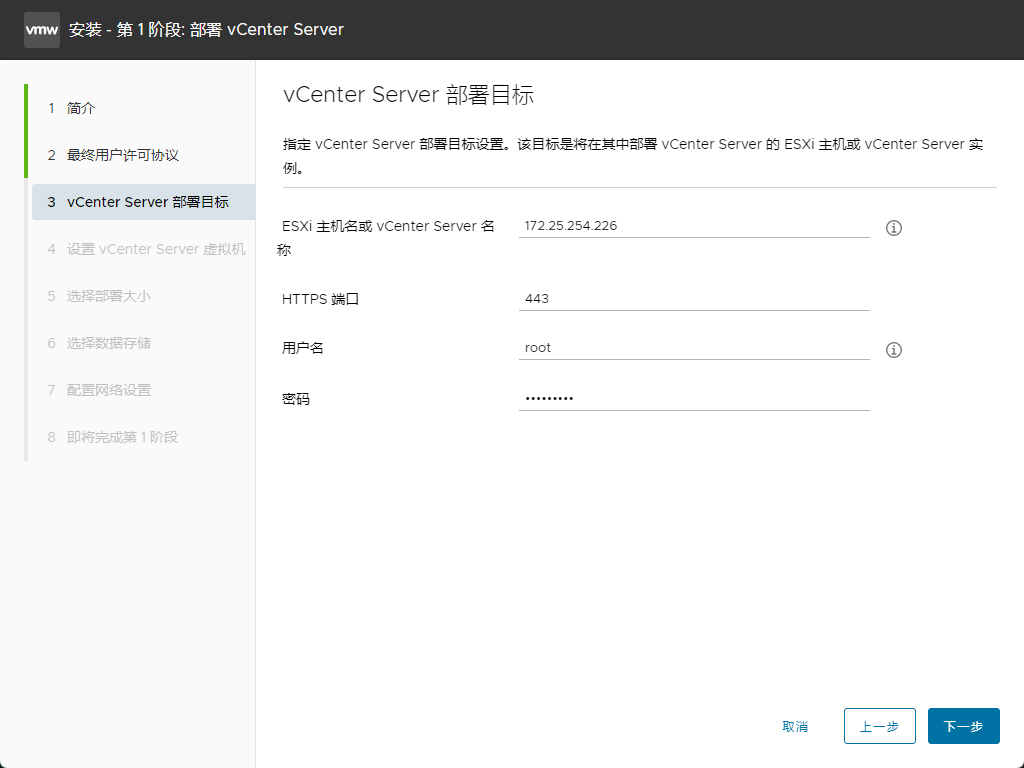 vmw 安装 - 第 1 阶段: 部署 vCenter Server
1 简介
2 最终用户许可协议
3 vCenter Server 部署目标
4 设置 vCenter Server 虚拟机
5 选择部署大小
6 选择数据存储
7 配置网络设置
8 即将完成第 1 阶段
vCenter Server 部署目标
指定 vCenter Server 部署目标设置。该目标是将在其中部署 vCenter Server 的 ESXi 主机或 vCenter Server 实
例。
ESXi 主机名或 vCenter Server 名
称
172.25.254.226
HTTPS 端口
443
用户名
root
密码
•••••••••
取消
上一步
下一步